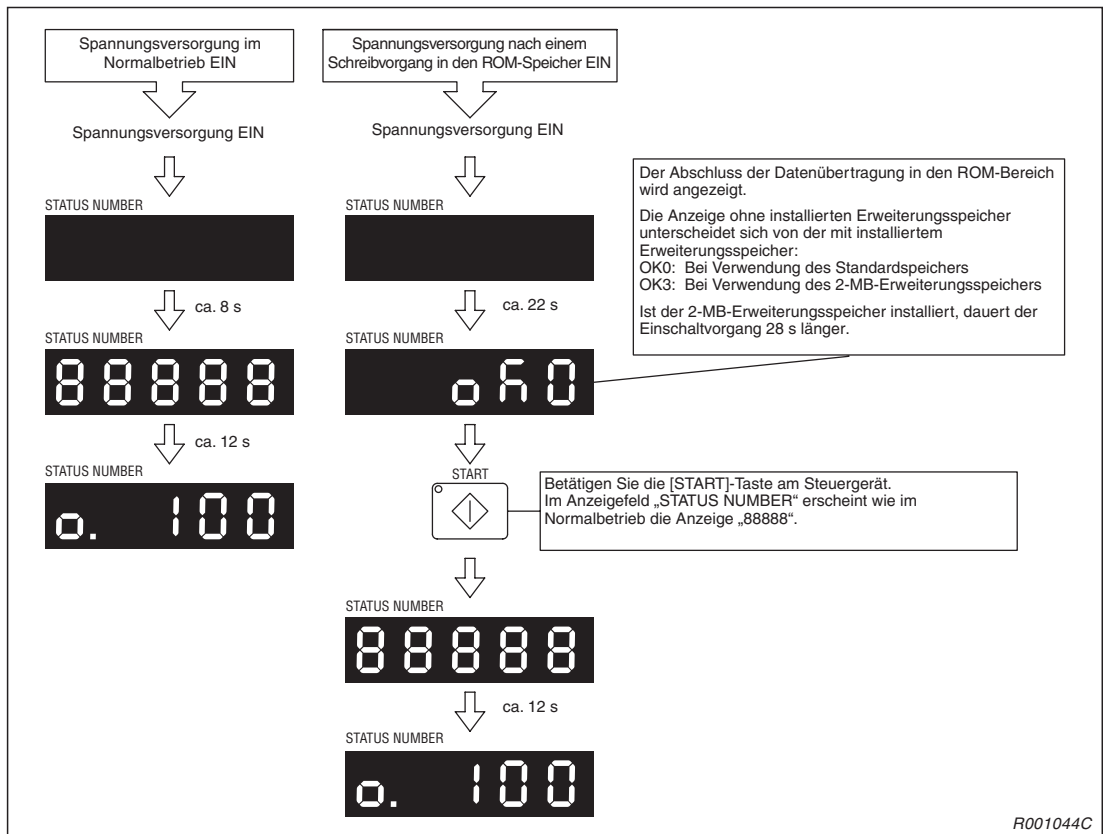 Spannungsversorgung im
Normalbetrieb EIN
Spannungsversorgung EIN
STATUS NUMBER
ca. 8 s
STATUS NUMBER
88888
ca. 12 s
STATUS NUMBER
o. 100
Spannungsversorgung nach einem
Schreibvorgang in den ROM-Speicher EIN
Spannungsversorgung EIN
STATUS NUMBER
ca. 22 s
STATUS NUMBER
oK0
Der Abschluss der Datenübertragung in den ROM-Bereich
wird angezeigt.
Die Anzeige ohne installierten Erweiterungsspeicher
unterscheidet sich von der mit installiertem
Erweiterungsspeicher:
OK0: Bei Verwendung des Standardspeichers
OK3: Bei Verwendung des 2-MB-Erweiterungsspeichers
Ist der 2-MB-Erweiterungsspeicher installiert, dauert der
Einschaltvorgang 28 s länger.
START
Betätigen Sie die [START]-Taste am Steuergerät.
Im Anzeigefeld „STATUS NUMBER“ erscheint wie im
Normalbetrieb die Anzeige „88888“.
STATUS NUMBER
88888
ca. 12 s
STATUS NUMBER
o. 100
R001044C